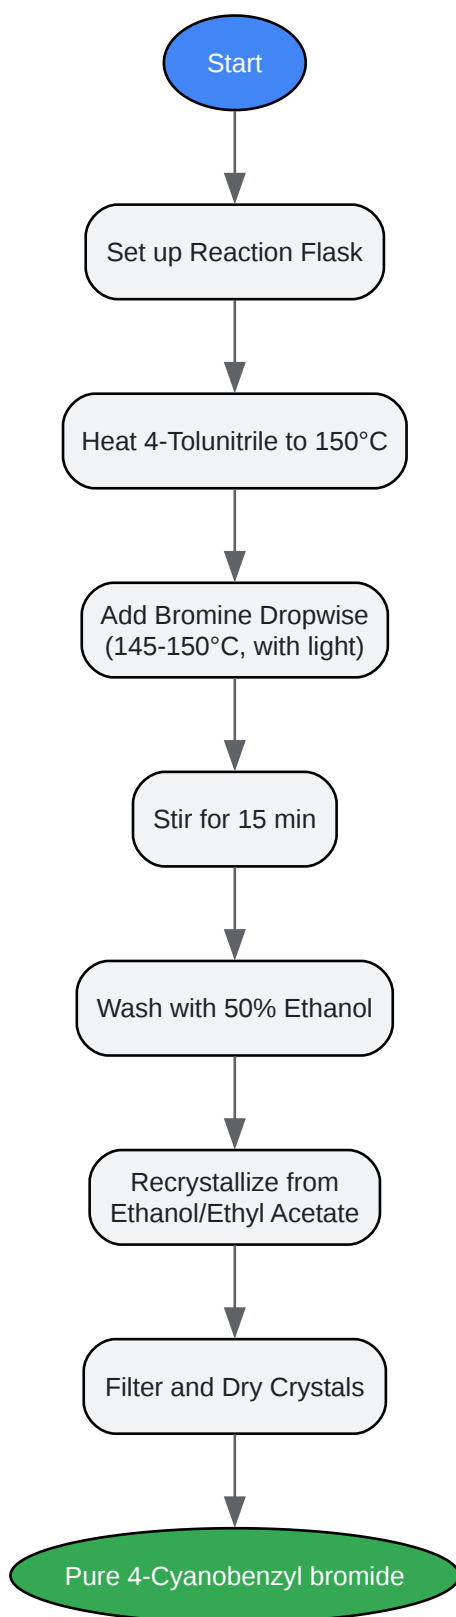 Start
Set up Reaction Flask
Heat 4-Tolunitrile to 150°C
Add Bromine Dropwise
(145-150°C, with light)
Stir for 15 min
Wash with 50% Ethanol
Recrystallize from
Ethanol/Ethyl Acetate
Filter and Dry Crystals
Pure 4-Cyanobenzyl bromide